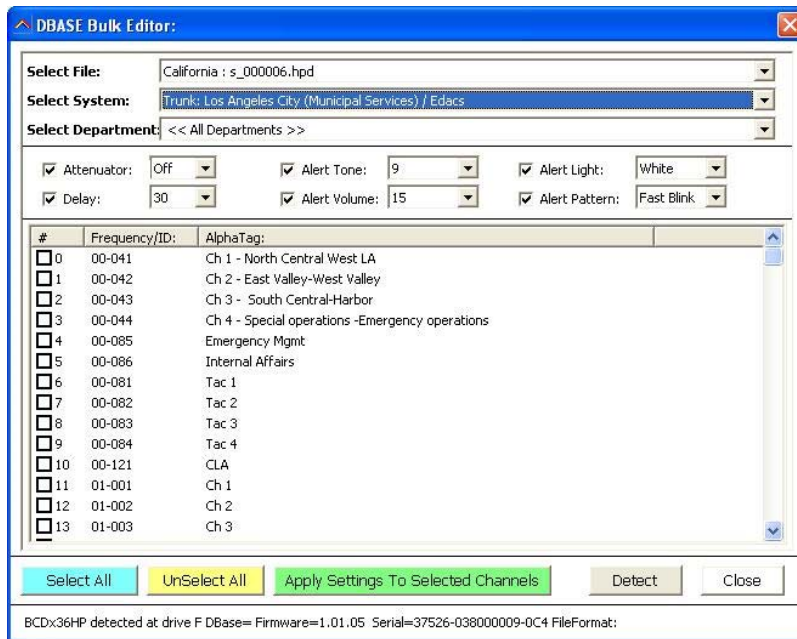 DBASE Bulk Editor:
Select File: California : s_000006.hpd
Select System: Trunk: Los Angeles City (Municipal Services) / Edacs
Select Department: << All Departments >>
Attenuator: Off Alert Tone: 9 Alert Light: White
Delay: 30 Alert Volume: 15 Alert Pattern: Fast Blink
# Frequency/ID: AlphaTag:
0 00-041 Ch 1 - North Central West LA
1 00-042 Ch 2 - East Valley-West Valley
2 00-043 Ch 3 - South Central-Harbor
3 00-044 Ch 4 - Special operations -Emergency operations
4 00-085 Emergency Mgmt
5 00-086 Internal Affairs
6 00-081 Tac 1
7 00-082 Tac 2
8 00-083 Tac 3
9 00-084 Tac 4
10 00-121 CLA
11 01-001 Ch 1
12 01-002 Ch 2
13 01-003 Ch 3
Select All UnSelect All Apply Settings To Selected Channels Detect Close
BCDx36HP detected at drive F DBase= Firmware=1.01.05 Serial=37526-038000009-0C4 FileFormat: